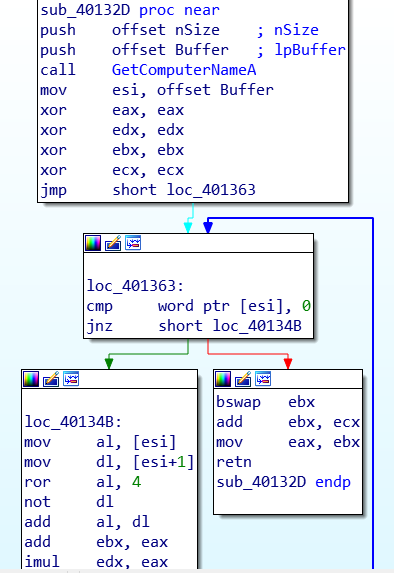 sub_40132D proc near
push offset nSize ; nSize
push offset Buffer ; lpBuffer
call GetComputerNameA
mov esi, offset Buffer
xor eax, eax
xor edx, edx
xor ebx, ebx
xor ecx, ecx
jmp short loc_401363
loc_401363:
cmp word ptr [esi], 0
jnz short loc_40134B
loc_40134B:
mov al, [esi]
mov dl, [esi+1]
ror al, 4
not dl
add al, dl
add ebx, eax
imul edx, eax
bswap ebx
add ebx, ecx
mov eax, ebx
retn
sub_40132D endp